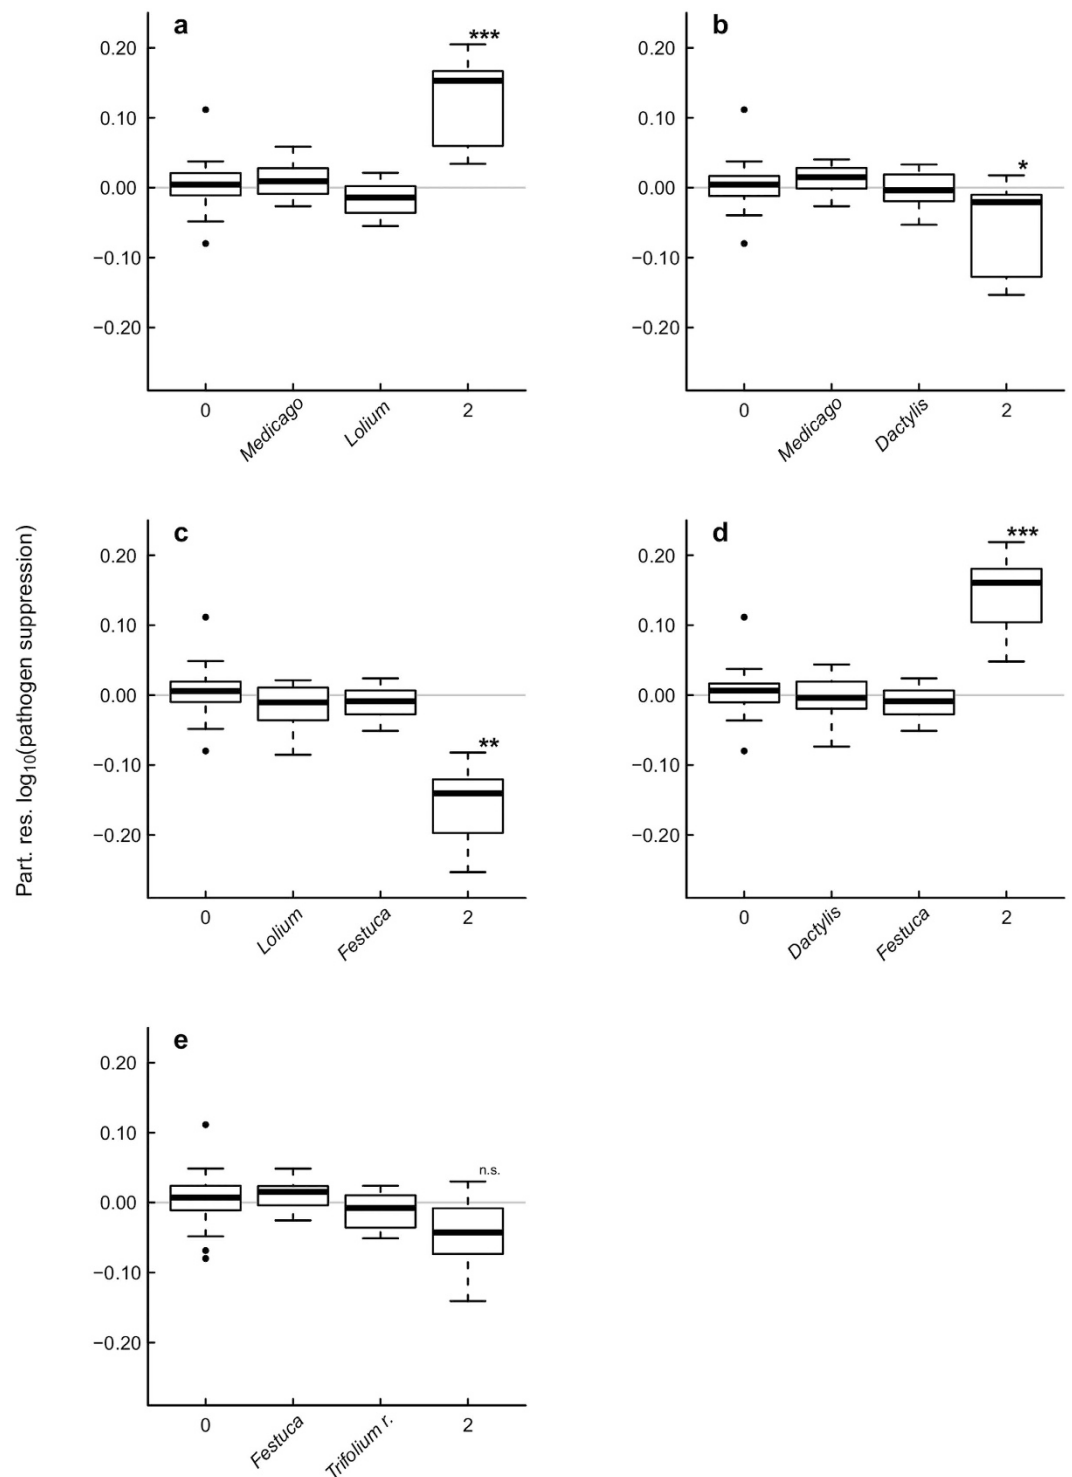 a
***
0.20
0.10
0.00
−0.10
−0.20
0
Medicago
Lolium
2
b
*
0.20
0.10
0.00
−0.10
−0.20
0
Medicago
Dactylis
2
Part. res. log10(pathogen suppression)
c
**
0.20
0.10
0.00
−0.10
−0.20
0
Lolium
Festuca
2
d
***
0.20
0.10
0.00
−0.10
−0.20
0
Dactylis
Festuca
2
e
n.s.
0.20
0.10
0.00
−0.10
−0.20
0
Festuca
Trifolium r.
2